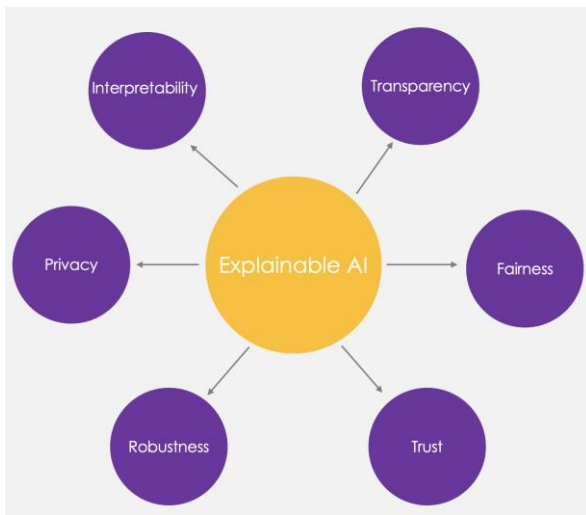 Interpretability
Transparency
Privacy
Explainable AI
Fairness
Robustness
Trust